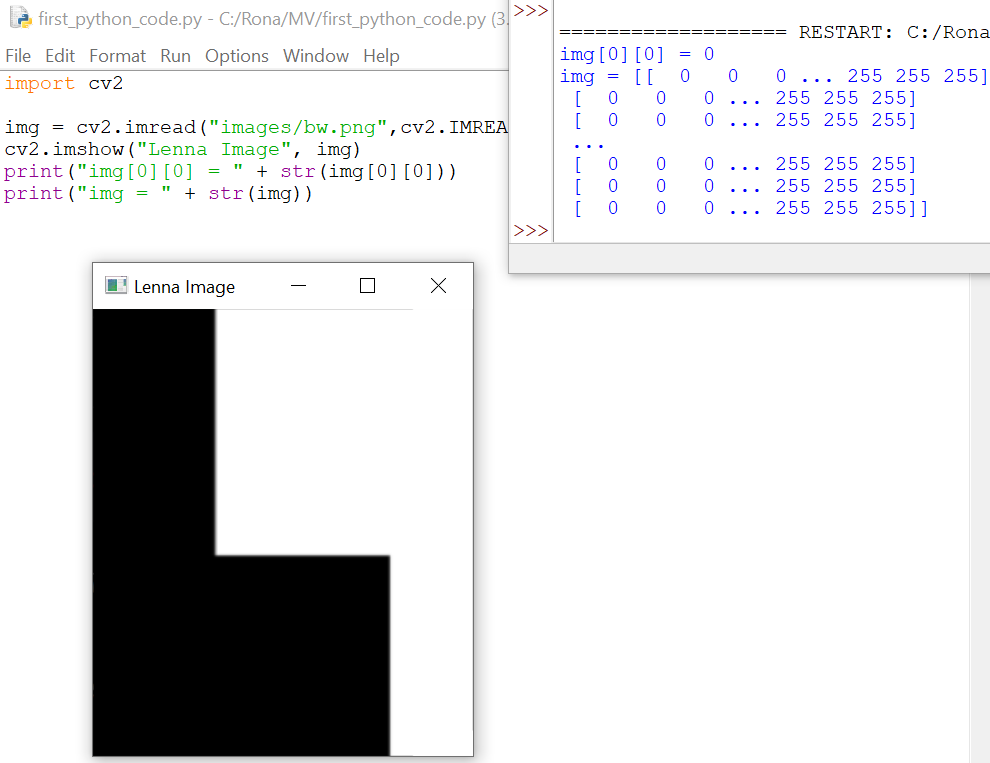 first_python_code.py - C:/Rona/MV/first_python_code.py (3.
File Edit Format Run Options Window Help
import cv2
img = cv2.imread("images/bw.png",cv2.IMREA
cv2.imshow("Lenna Image", img)
print("img[0][0] = " + str(img[0][0]))
print("img = " + str(img))
>>>
=================== RESTART: C:/Rona
img[0][0] = 0
img = [[  0   0   0 ... 255 255 255]
 [  0   0   0 ... 255 255 255]
 [  0   0   0 ... 255 255 255]
 ...
 [  0   0   0 ... 255 255 255]
 [  0   0   0 ... 255 255 255]
 [  0   0   0 ... 255 255 255]]
>>>
Lenna Image